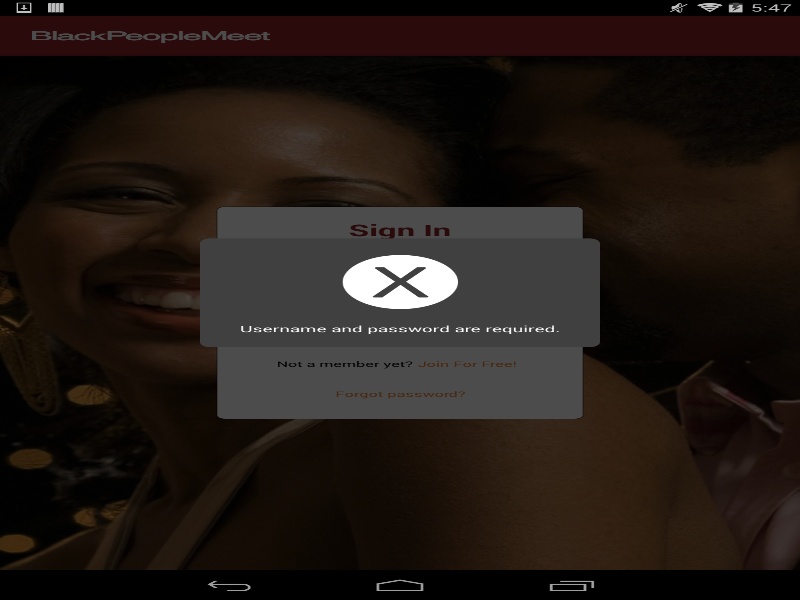 5:47
BlackPeopleMeet
Sign In
Username and password are required.
Not a member yet? Join For Free!
Forgot password?